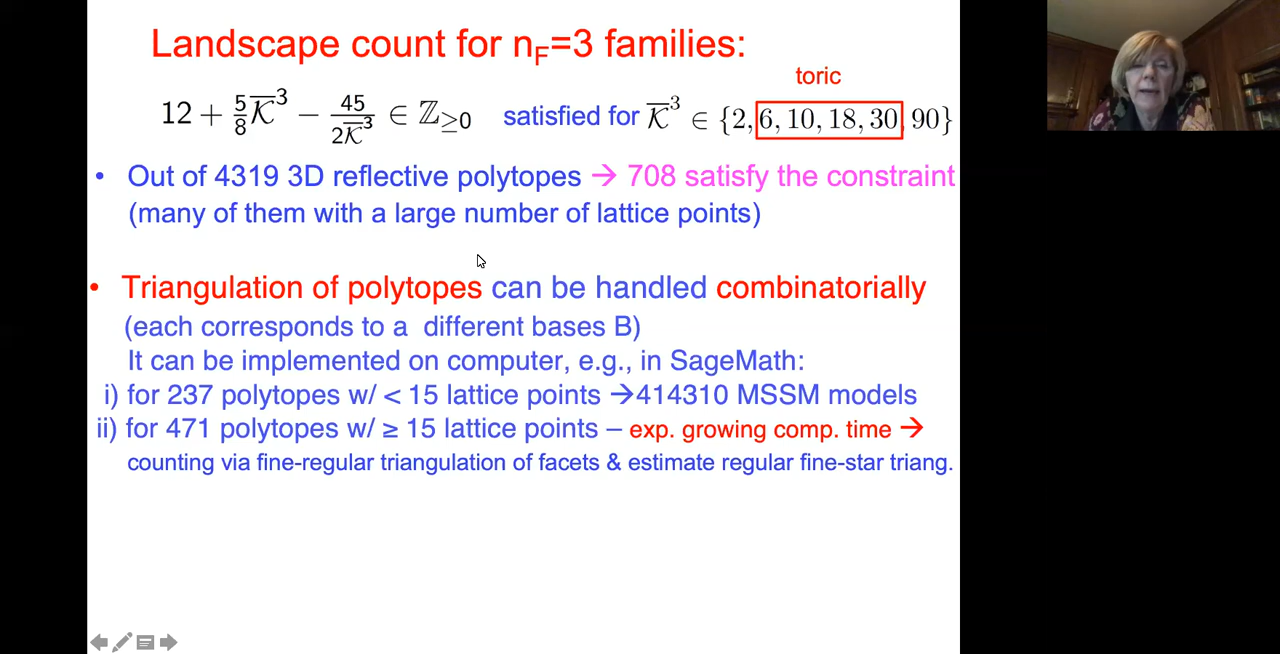 Landscape count for n_F=3 families:
toric
12 + 5/8 K̅³ − 45/(2K̅³) ∈ ℤ≥0 satisfied for K̅³ ∈ {2, 6, 10, 18, 30, 90}
• Out of 4319 3D reflective polytopes → 708 satisfy the constraint
(many of them with a large number of lattice points)
• Triangulation of polytopes can be handled combinatorially
(each corresponds to a different bases B)
It can be implemented on computer, e.g., in SageMath:
i) for 237 polytopes w/ < 15 lattice points →414310 MSSM models
ii) for 471 polytopes w/ ≥ 15 lattice points – exp. growing comp. time →
counting via fine-regular triangulation of facets & estimate regular fine-star triang.